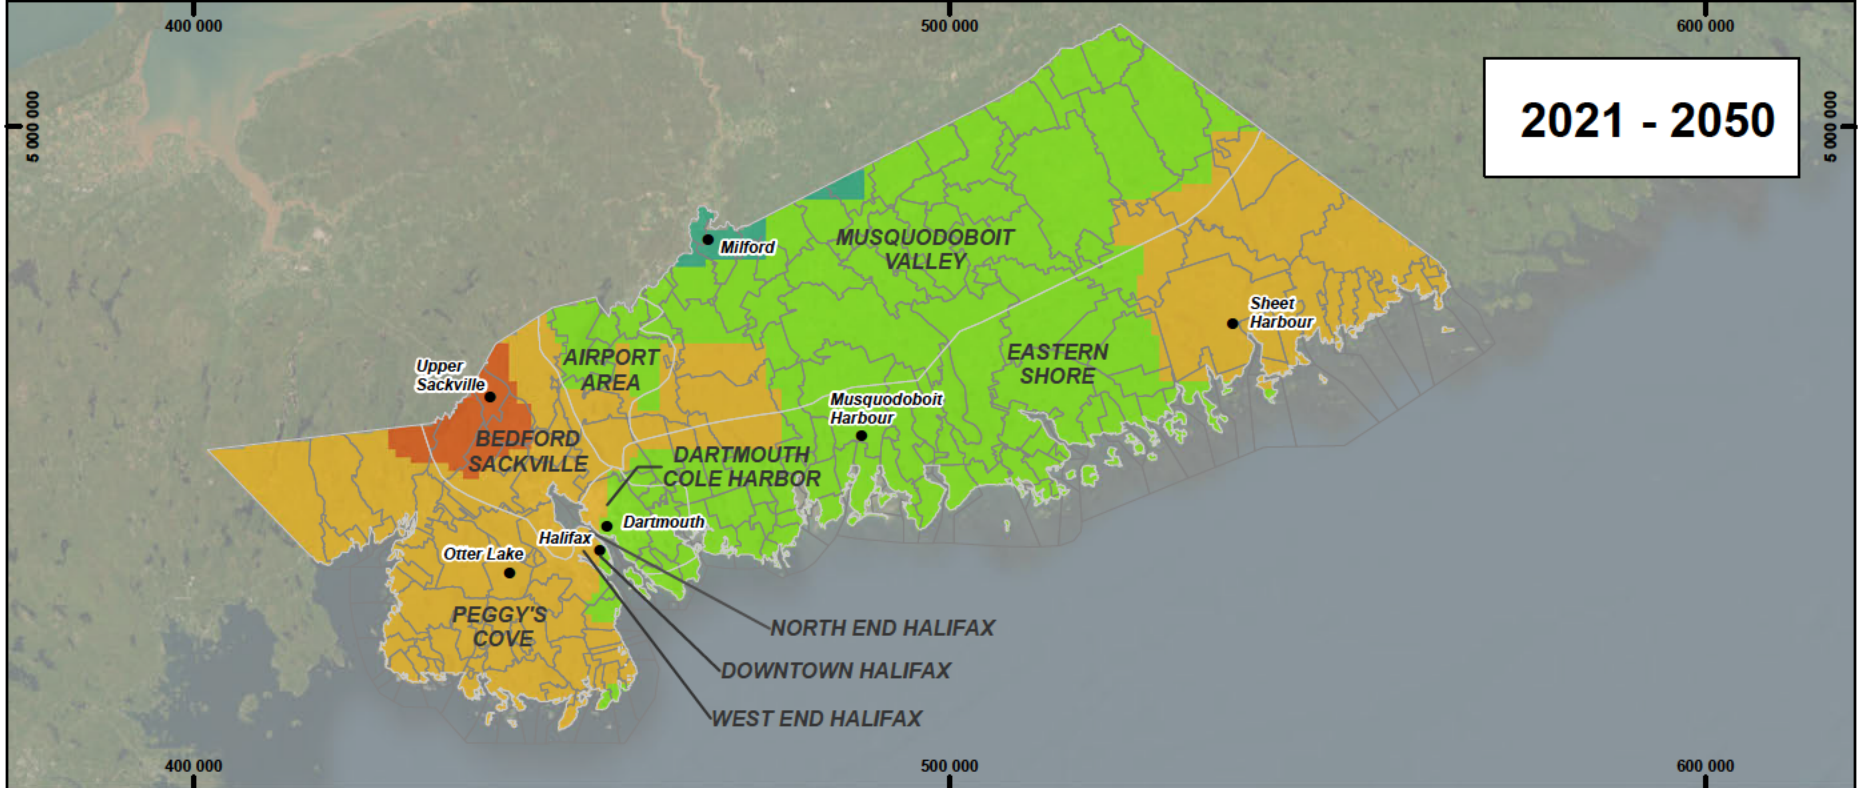 400 000
500 000
600 000
5 000 000
5 000 000
2021 - 2050
Milford
MUSQUODOBOIT
VALLEY
Sheet
Harbour
Upper
Sackville
AIRPORT
AREA
EASTERN
SHORE
Musquodoboit
Harbour
BEDFORD
SACKVILLE
DARTMOUTH
COLE HARBOR
Dartmouth
Halifax
Otter Lake
PEGGY'S
COVE
NORTH END HALIFAX
DOWNTOWN HALIFAX
WEST END HALIFAX
400 000
500 000
600 000